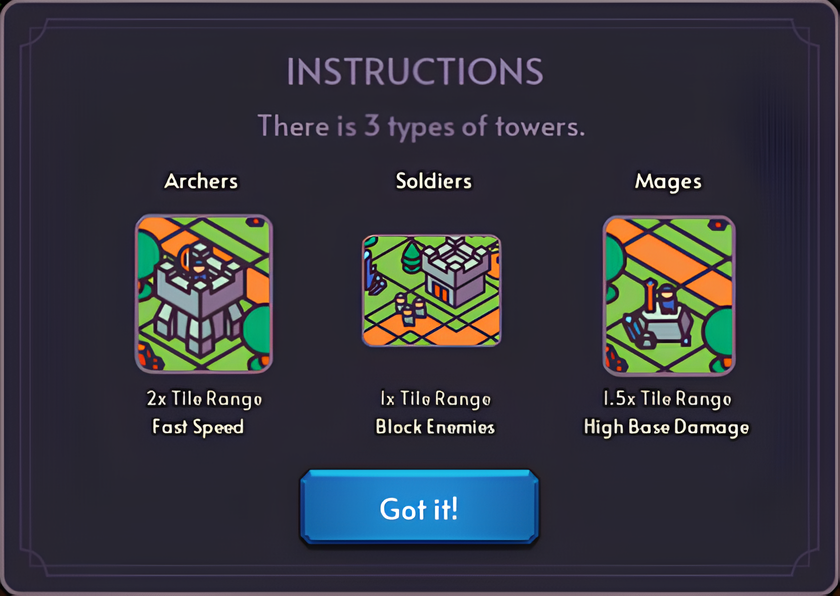 INSTRUCTIONS
There is 3 types of towers.
Archers
Soldiers
Mages
2x Tile Range
Fast Speed
1x Tile Range
Block Enemies
1.5x Tile Range
High Base Damage
Got it!